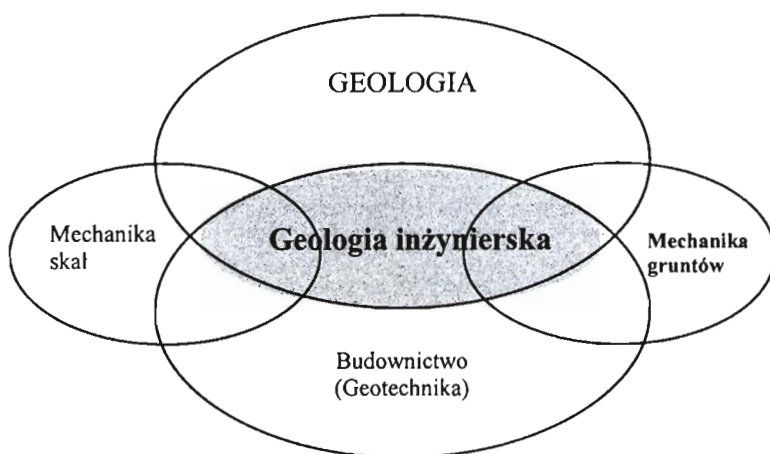 GEOLOGIA
Mechanika
skał
Geologia inżynierska
Mechanika
gruntów
Budownictwo
(Geotechnika)